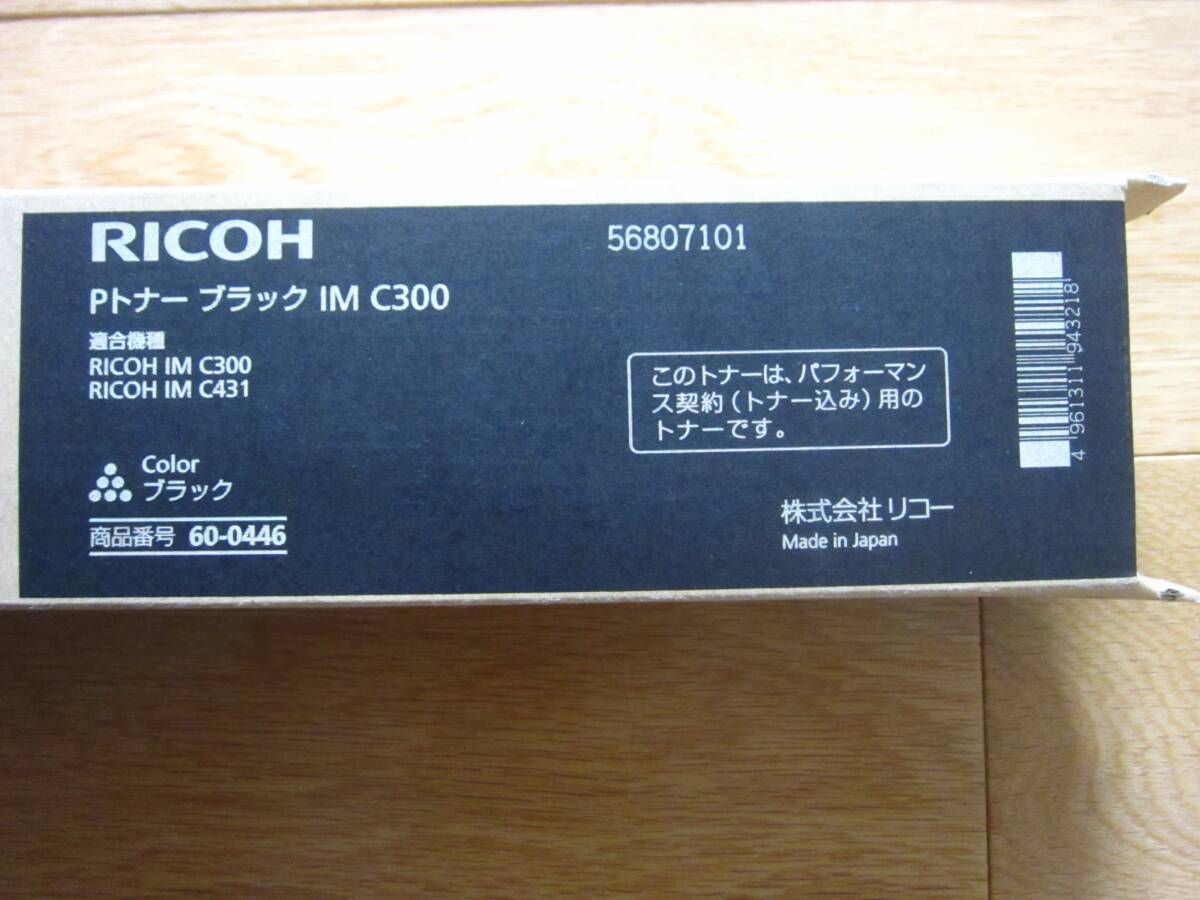 RICOH
56807101
Pトナー ブラック IM C300
適合機種
RICOH IM C300
RICOH IM C431
このトナーは、パフォーマン
ス契約（トナー込み）用の
トナーです。
Color
ブラック
商品番号 60-0446
株式会社リコー
Made in Japan
4 961311 943218